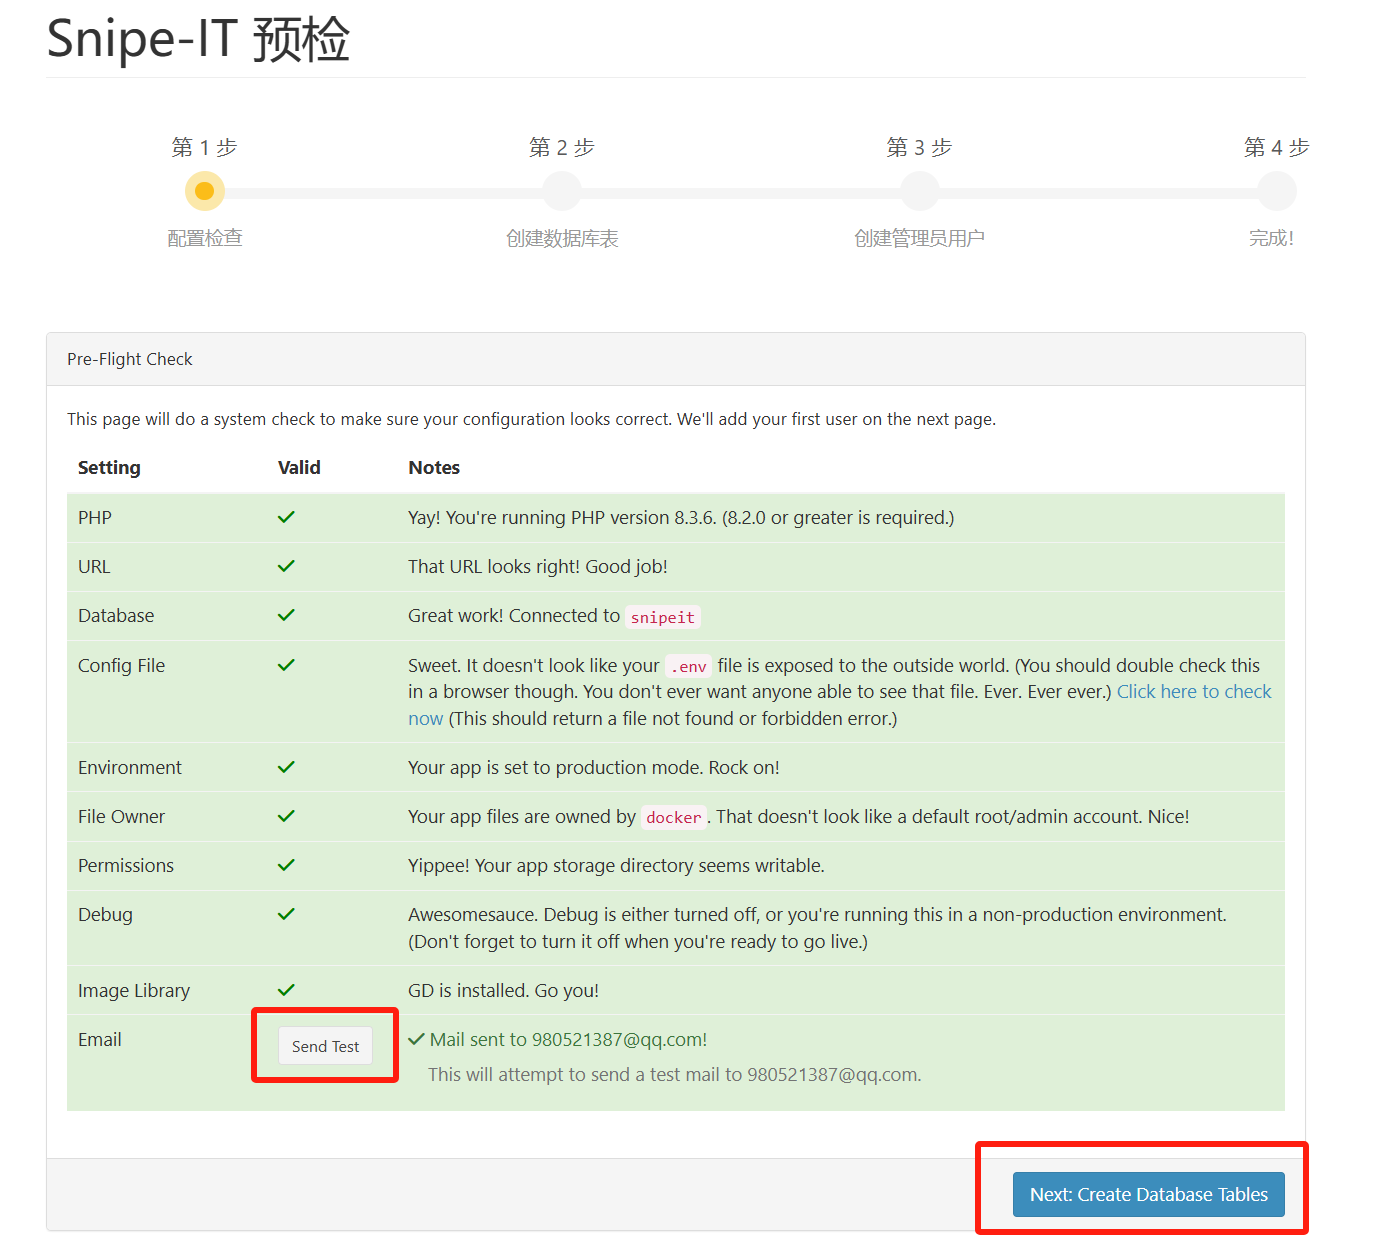 Snipe-IT 预检
第 1 步
第 2 步
第 3 步
第 4 步
配置检查
创建数据库表
创建管理员用户
完成!
Pre-Flight Check
This page will do a system check to make sure your configuration looks correct. We'll add your first user on the next page.
Setting Valid Notes
PHP Yay! You're running PHP version 8.3.6. (8.2.0 or greater is required.)
URL That URL looks right! Good job!
Database Great work! Connected to snipeit
Config File Sweet. It doesn't look like your .env file is exposed to the outside world. (You should double check this
in a browser though. You don't ever want anyone able to see that file. Ever. Ever ever.) Click here to check
now (This should return a file not found or forbidden error.)
Environment Your app is set to production mode. Rock on!
File Owner Your app files are owned by docker. That doesn't look like a default root/admin account. Nice!
Permissions Yippee! Your app storage directory seems writable.
Debug Awesomesauce. Debug is either turned off, or you're running this in a non-production environment.
(Don't forget to turn it off when you're ready to go live.)
Image Library GD is installed. Go you!
Email Send Test Mail sent to 980521387@qq.com!
This will attempt to send a test mail to 980521387@qq.com.
Next: Create Database Tables